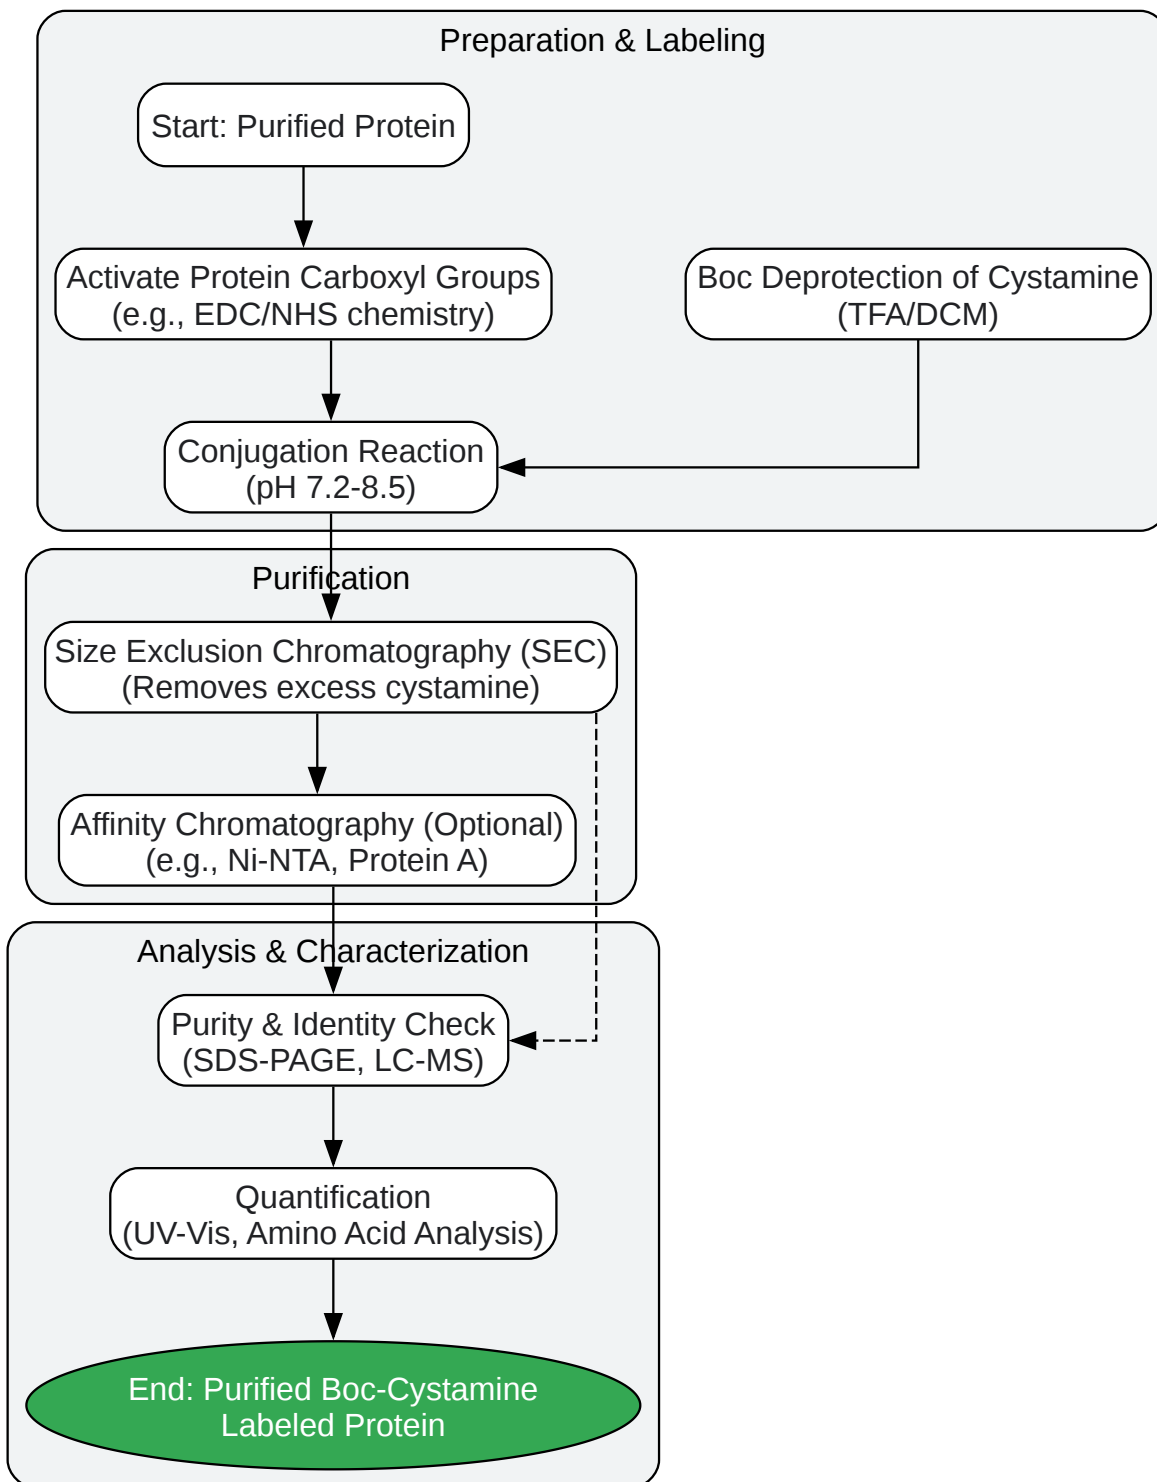 Preparation & Labeling
Start: Purified Protein
Activate Protein Carboxyl Groups
(e.g., EDC/NHS chemistry)
Boc Deprotection of Cystamine
(TFA/DCM)
Conjugation Reaction
(pH 7.2-8.5)
Purification
Size Exclusion Chromatography (SEC)
(Removes excess cystamine)
Affinity Chromatography (Optional)
(e.g., Ni-NTA, Protein A)
Analysis & Characterization
Purity & Identity Check
(SDS-PAGE, LC-MS)
Quantification
(UV-Vis, Amino Acid Analysis)
End: Purified Boc-Cystamine
Labeled Protein